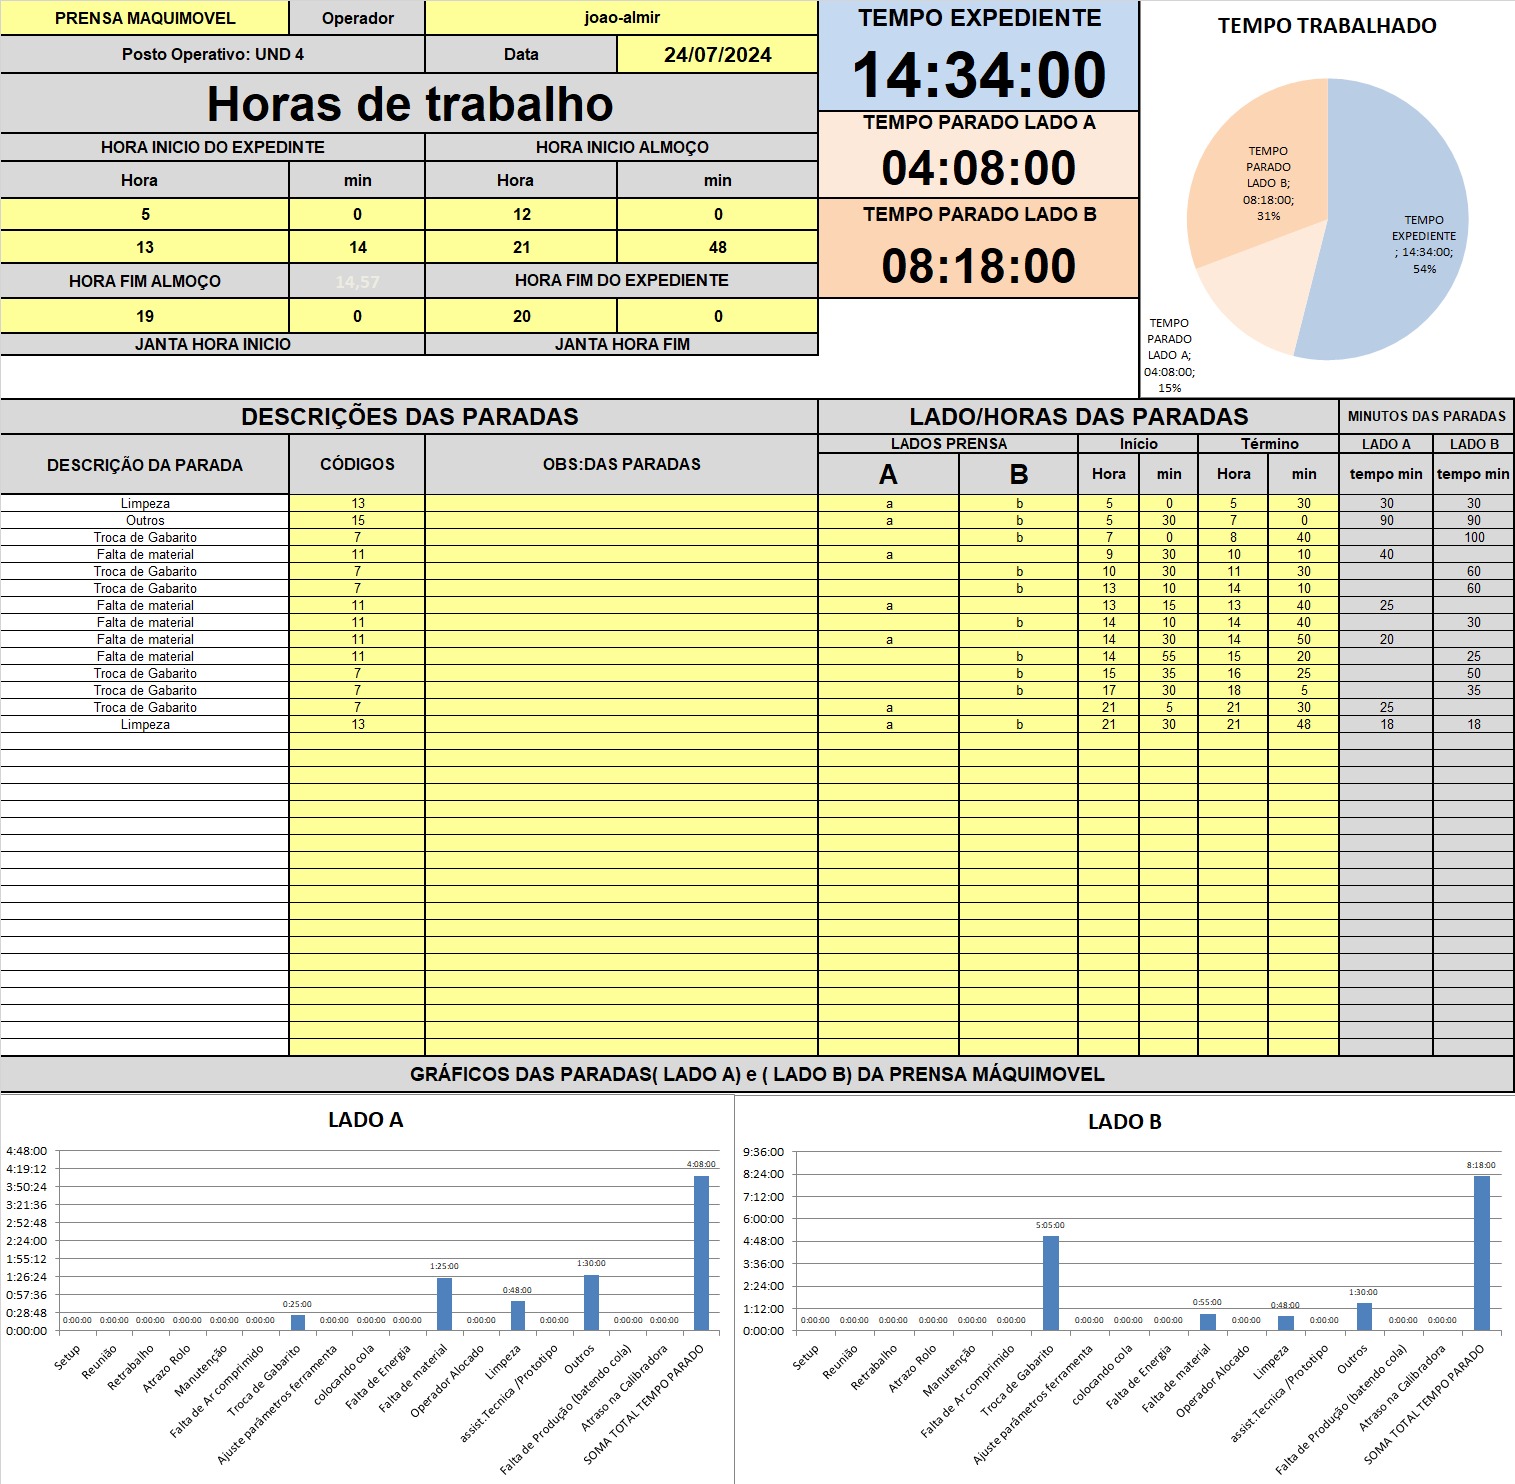 PRENSA MAQUIMOVEL Operador joao-almir
Posto Operativo: UND 4 Data 24/07/2024
Horas de trabalho
HORA INICIO DO EXPEDINTE HORA INICIO ALMOÇO
Hora min Hora min
5 0 12 0
13 14 21 48
HORA FIM ALMOÇO 14,57 HORA FIM DO EXPEDIENTE
19 0 20 0
JANTA HORA INICIO JANTA HORA FIM
TEMPO EXPEDIENTE
14:34:00
TEMPO PARADO LADO A
04:08:00
TEMPO PARADO LADO B
08:18:00
TEMPO TRABALHADO
TEMPO
PARADO
LADO B;
08:18:00;
31%
TEMPO
EXPEDIENTE
; 14:34:00;
54%
TEMPO
PARADO
LADO A;
04:08:00;
15%
DESCRIÇÕES DAS PARADAS LADO/HORAS DAS PARADAS MINUTOS DAS PARADAS
DESCRIÇÃO DA PARADA CÓDIGOS OBS:DAS PARADAS LADOS PRENSA Início Término LADO A LADO B
A B Hora min Hora min tempo min tempo min
Limpeza 13 a b 5 0 5 30 30 30
Outros 15 a b 5 30 7 0 90 90
Troca de Gabarito 7 b 7 0 8 40 100
Falta de material 11 a 9 30 10 10 40
Troca de Gabarito 7 b 10 30 11 30 60
Troca de Gabarito 7 b 13 10 14 10 60
Falta de material 11 a 13 15 13 40 25
Falta de material 11 b 14 10 14 40 30
Falta de material 11 a 14 30 14 50 20
Falta de material 11 b 14 55 15 20 25
Troca de Gabarito 7 b 15 35 16 25 50
Troca de Gabarito 7 b 17 30 18 5 35
Troca de Gabarito 7 a 21 5 21 30 25
Limpeza 13 a b 21 30 21 48 18 18
GRÁFICOS DAS PARADAS( LADO A) e ( LADO B) DA PRENSA MÁQUIMOVEL
LADO A
4:48:00
4:19:12
3:50:24
3:21:36
2:52:48
2:24:00
1:55:12
1:26:24
0:57:36
0:28:48
0:00:00
0:00:00 0:00:00 0:00:00 0:00:00 0:00:00 0:00:00 0:25:00 0:00:00 0:00:00 0:00:00 1:25:00 0:00:00 0:48:00 0:00:00 1:30:00 0:00:00 0:00:00 4:08:00
Setup
Reunião
Retrabalho
Atrazo Rolo
Manutenção
Falta de Ar comprimido
Troca de Gabarito
Ajuste parâmetros ferramenta
colocando cola
Falta de Energia
Falta de material
Operador Alocado
Limpeza
assist.Tecnica /Prototipo
Outros
Falta de Produção (batendo cola)
Atraso na Calibradora
SOMA TOTAL TEMPO PARADO
LADO B
9:36:00
8:24:00
7:12:00
6:00:00
4:48:00
3:36:00
2:24:00
1:12:00
0:00:00
0:00:00 0:00:00 0:00:00 0:00:00 0:00:00 0:00:00 5:05:00 0:00:00 0:00:00 0:00:00 0:55:00 0:00:00 0:48:00 0:00:00 1:30:00 0:00:00 0:00:00 8:18:00
Setup
Reunião
Retrabalho
Atrazo Rolo
Manutenção
Falta de Ar comprimido
Troca de Gabarito
Ajuste parâmetros ferramenta
colocando cola
Falta de Energia
Falta de material
Operador Alocado
Limpeza
assist.Tecnica /Prototipo
Outros
Falta de Produção (batendo cola)
Atraso na Calibradora
SOMA TOTAL TEMPO PARADO